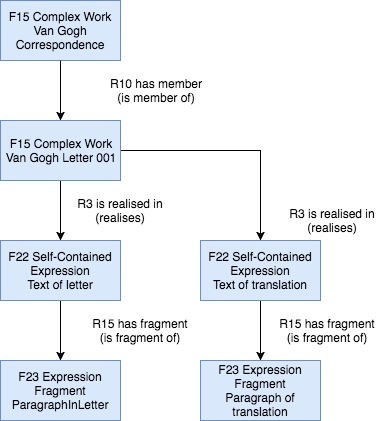 F15 Complex Work
Van Gogh
Correspondence
R10 has member
(is member of)
F15 Complex Work
Van Gogh Letter 001
R3 is realised in
(realises)
R3 is realised in
(realises)
F22 Self-Contained
Expression
Text of letter
F22 Self-Contained
Expression
Text of translation
R15 has fragment
(is fragment of)
R15 has fragment
(is fragment of)
F23 Expression
Fragment
ParagraphInLetter
F23 Expression
Fragment
Paragraph of
translation